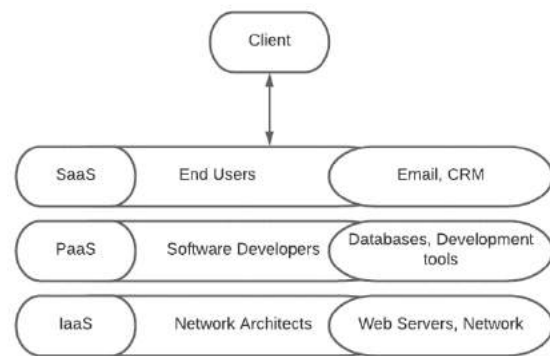 Client
SaaS End Users Email, CRM
PaaS Software Developers Databases, Development
tools
IaaS Network Architects Web Servers, Network